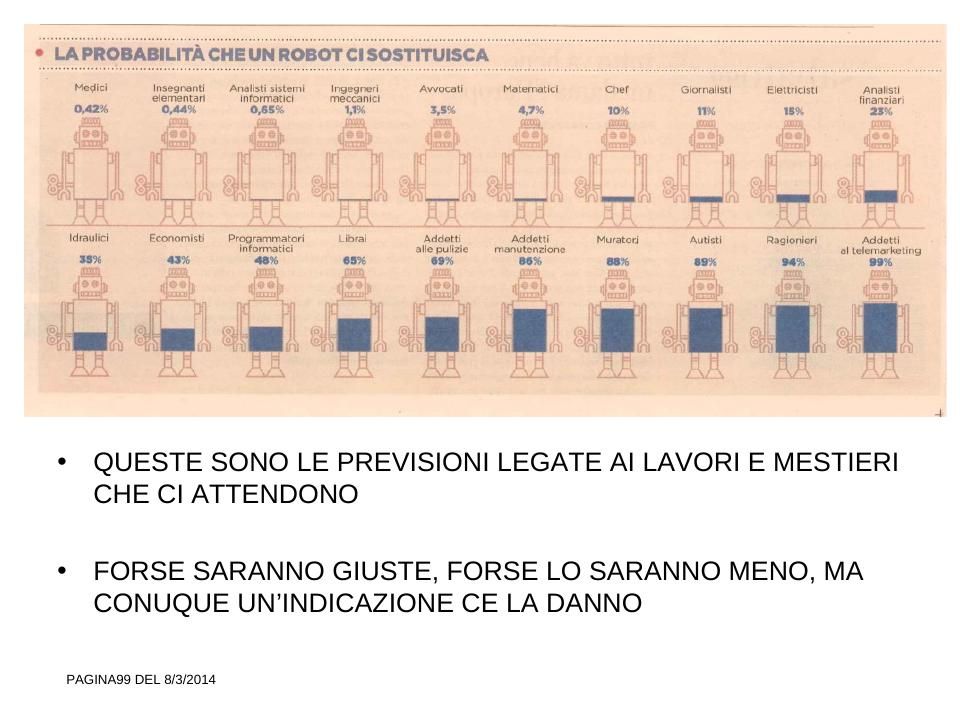 LA PROBABILITÀ CHE UN ROBOT CI SOSTITUISCA
Medici
0,42%
Insegnanti
elementari
0,44%
Analisti sistemi
informatici
0,65%
Ingegneri
meccanici
1,1%
Avvocati
3,5%
Matematici
4,7%
Chef
10%
Giornalisti
11%
Elettricisti
15%
Analisti
finanziari
23%
Idraulici
35%
Economisti
43%
Programmatori
informatici
48%
Librai
65%
Addetti
alle pulizie
69%
Addetti
manutenzione
86%
Muratori
88%
Autisti
89%
Ragionieri
94%
Addetti
al telemarketing
99%
• QUESTE SONO LE PREVISIONI LEGATE AI LAVORI E MESTIERI
CHE CI ATTENDONO
• FORSE SARANNO GIUSTE, FORSE LO SARANNO MENO, MA
CONUQUE UN’INDICAZIONE CE LA DANNO
PAGINA99 DEL 8/3/2014